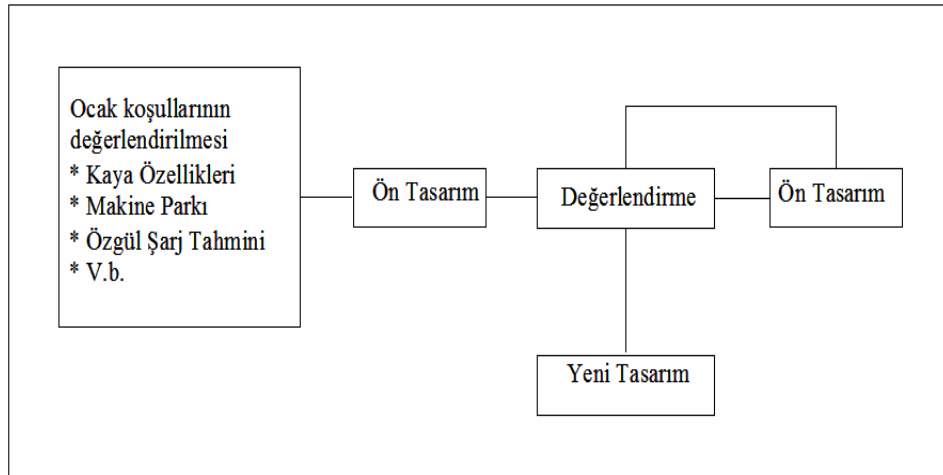 Ocak koşullarının
değerlendirilmesi
* Kaya Özellikleri
* Makine Parkı
* Özgül Şarj Tahmini
* V.b.
Ön Tasarım
Değerlendirme
Ön Tasarım
Yeni Tasarım